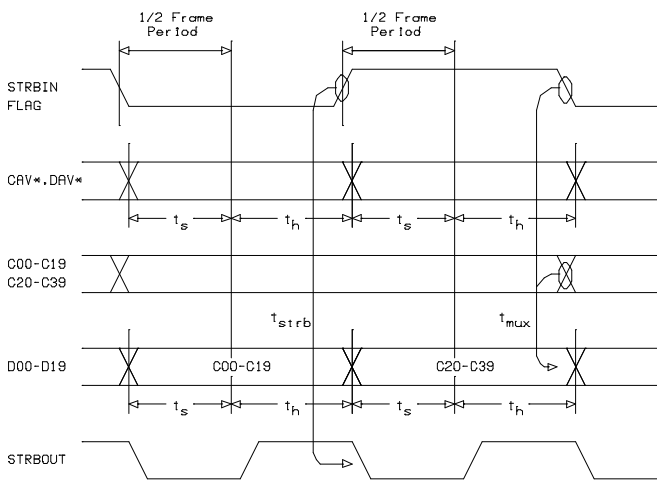 1/2 Frame
Period
1/2 Frame
Period
STRBIN
FLAG
CAV*,DAV*
ts
th
ts
th
C00-C19
C20-C39
tstrb
tmux
D00-D19
C00-C19
C20-C39
ts
th
ts
th
STRBOUT